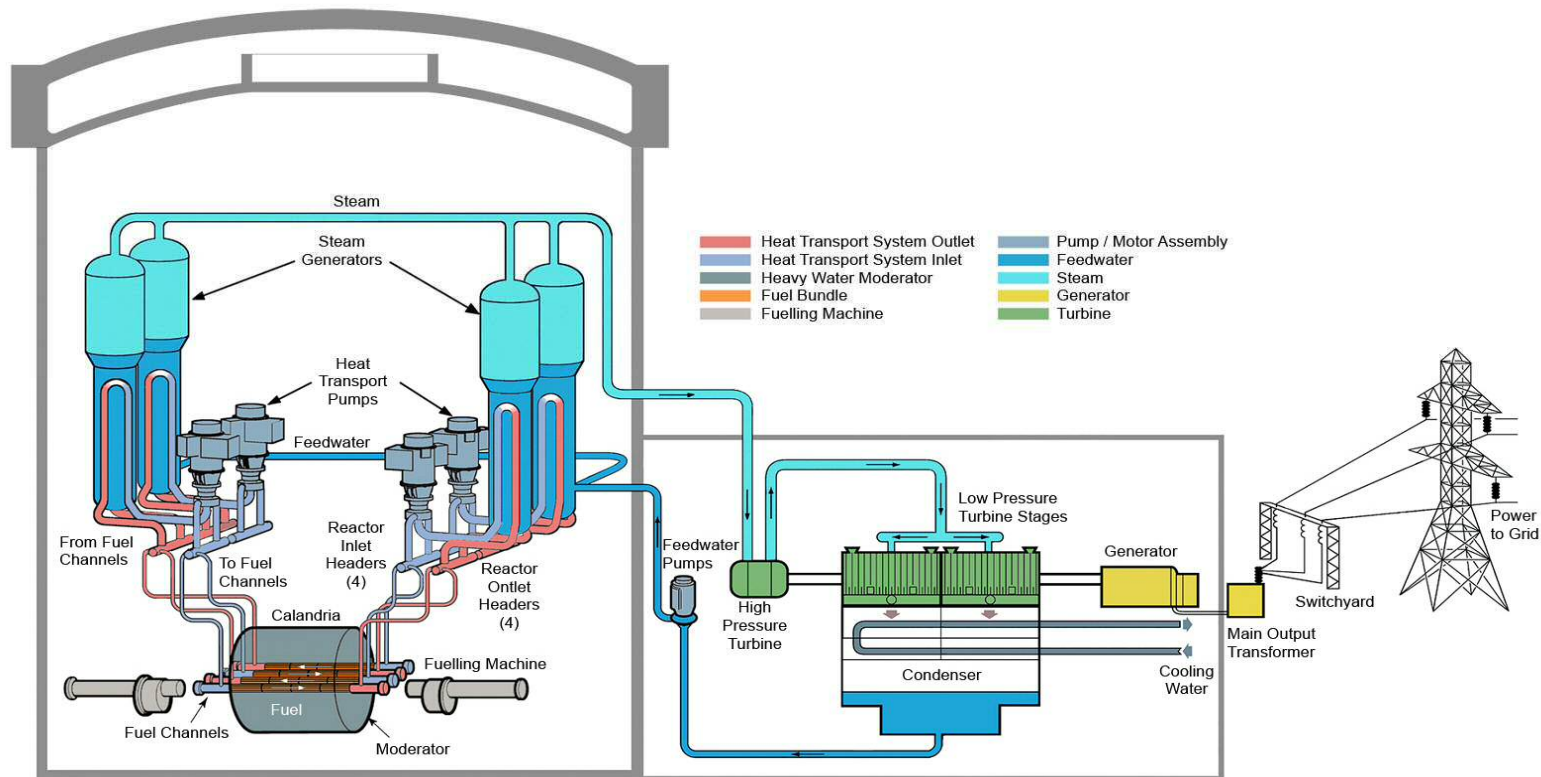 Steam
Steam
Generators
Heat
Transport
Pumps
Feedwater
From Fuel
Channels
To Fuel
Channels
Reactor
Inlet
Headers
(4)
Reactor
Ontlet
Headers
(4)
Calandria
Fuelling Machine
Fuel
Fuel Channels
Moderator
Heat Transport System Outlet
Heat Transport System Inlet
Heavy Water Moderator
Fuel Bundle
Fuelling Machine
Pump / Motor Assembly
Feedwater
Steam
Generator
Turbine
Feedwater
Pumps
High
Pressure
Turbine
Low Pressure
Turbine Stages
Condenser
Cooling
Water
Generator
Main Output
Transformer
Switchyard
Power
to Grid